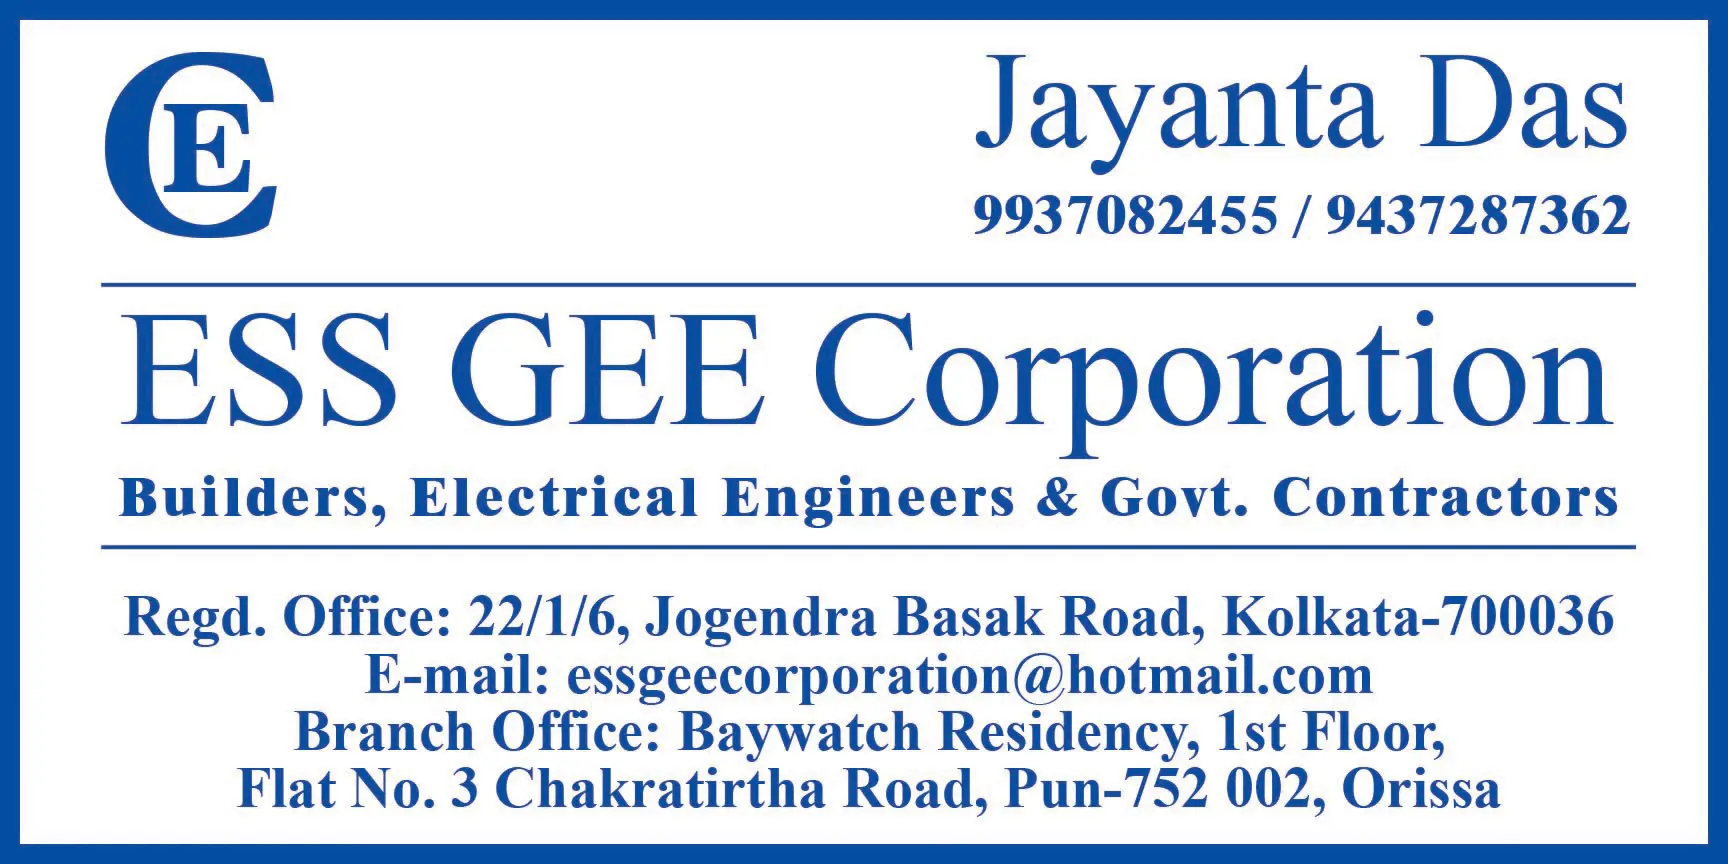 CE
Jayanta Das
9937082455 / 9437287362
ESS GEE Corporation
Builders, Electrical Engineers & Govt. Contractors
Regd. Office: 22/1/6, Jogendra Basak Road, Kolkata-700036
E-mail: essgeecorporation@hotmail.com
Branch Office: Baywatch Residency, 1st Floor,
Flat No. 3 Chakratirtha Road, Pun-752 002, Orissa